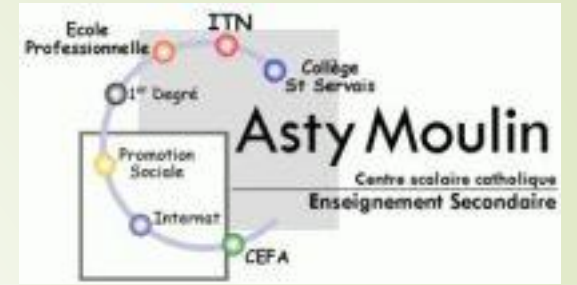 Ecole
Professionnelle
ITN
Collège
St Servais
1er Degré
Asty Moulin
Promotion
Sociale
Centre scolaire catholique
Enseignement Secondaire
Internat
CEFA